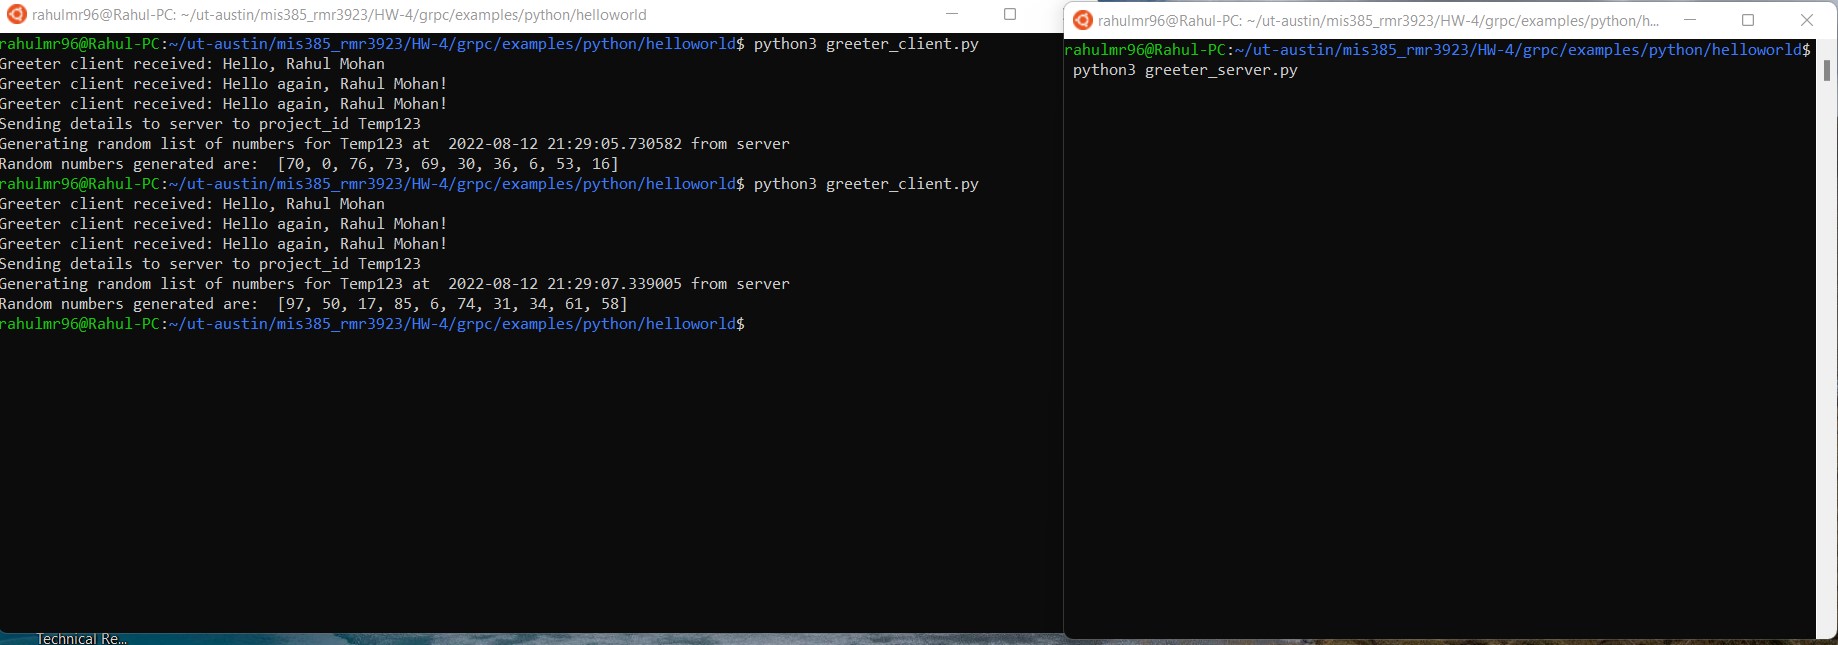 rahulmr96@Rahul-PC: ~/ut-austin/mis385_rmr3923/HW-4/grpc/examples/python/helloworld
rahulmr96@Rahul-PC:~/ut-austin/mis385_rmr3923/HW-4/grpc/examples/python/helloworld$ python3 greeter_client.py
Greeter client received: Hello, Rahul Mohan
Greeter client received: Hello again, Rahul Mohan!
Greeter client received: Hello again, Rahul Mohan!
Sending details to server to project_id Temp123
Generating random list of numbers for Temp123 at  2022-08-12 21:29:05.730582 from server
Random numbers generated are:  [70, 0, 76, 73, 69, 30, 36, 6, 53, 16]
rahulmr96@Rahul-PC:~/ut-austin/mis385_rmr3923/HW-4/grpc/examples/python/helloworld$ python3 greeter_client.py
Greeter client received: Hello, Rahul Mohan
Greeter client received: Hello again, Rahul Mohan!
Greeter client received: Hello again, Rahul Mohan!
Sending details to server to project_id Temp123
Generating random list of numbers for Temp123 at  2022-08-12 21:29:07.339005 from server
Random numbers generated are:  [97, 50, 17, 85, 6, 74, 31, 34, 61, 58]
rahulmr96@Rahul-PC:~/ut-austin/mis385_rmr3923/HW-4/grpc/examples/python/helloworld$
rahulmr96@Rahul-PC: ~/ut-austin/mis385_rmr3923/HW-4/grpc/examples/python/h...
rahulmr96@Rahul-PC:~/ut-austin/mis385_rmr3923/HW-4/grpc/examples/python/helloworld$
python3 greeter_server.py
Technical Re...